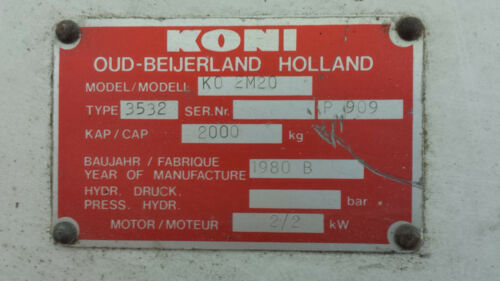 KONI
OUD-BEIJERLAND HOLLAND
MODEL/MODELL KO 2M20
TYPE 3532 SER.Nr. AP 909
KAP/CAP 2000 kg
BAUJAHR / FABRIQUE
YEAR OF MANUFACTURE 1980 B
HYDR. DRUCK.
PRESS. HYDR. bar
MOTOR/MOTEUR 2/2 kW